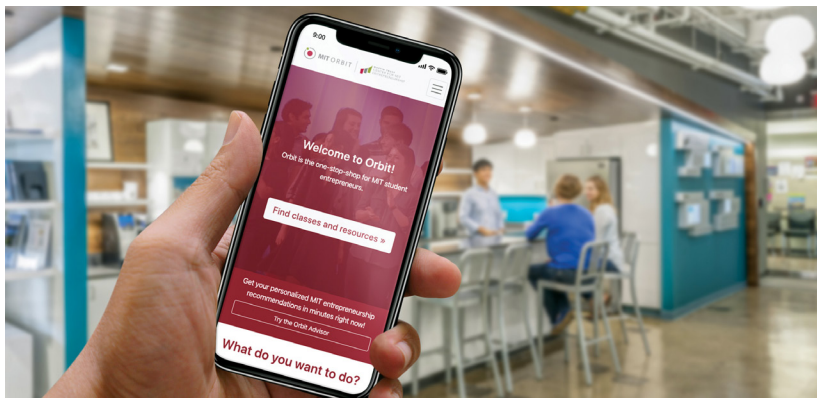 9:00
MIT ORBIT
Welcome to Orbit!
Orbit is the one-stop-shop for MIT student
entrepreneurs.
Find classes and resources »
Get your personalized MIT entrepreneurship
recommendations in minutes right now!
Try the Orbit Advisor
What do you want to do?